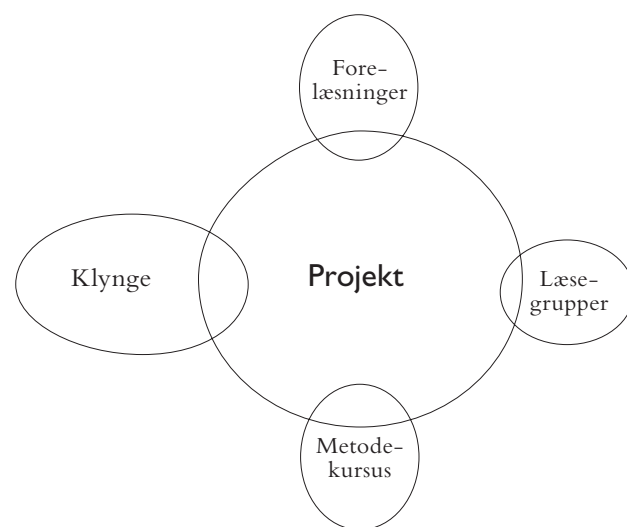 Fore-
læsninger
Klynge
Projekt
Læse-
grupper
Metode-
kursus